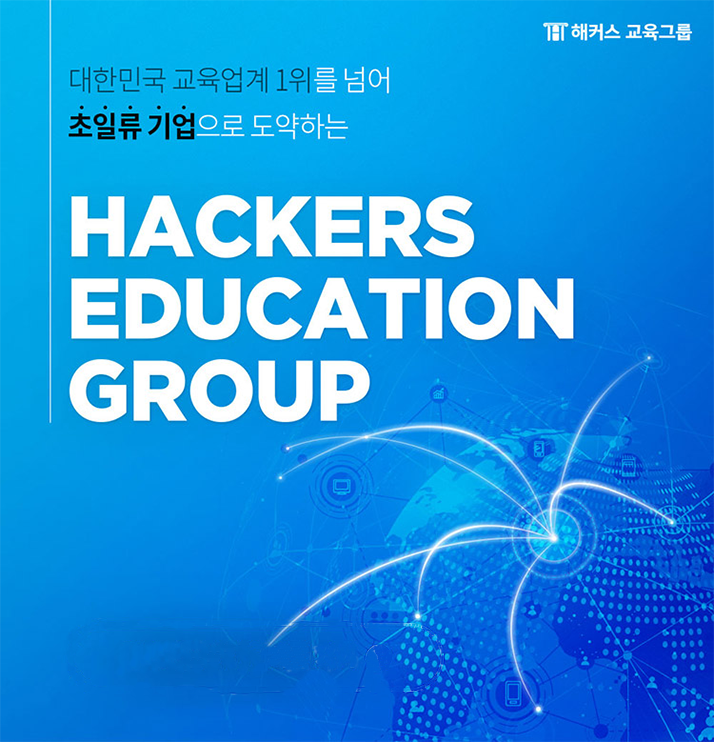 해커스 교육그룹
대한민국 교육업계 1위를 넘어
초일류 기업으로 도약하는
HACKERS
EDUCATION
GROUP